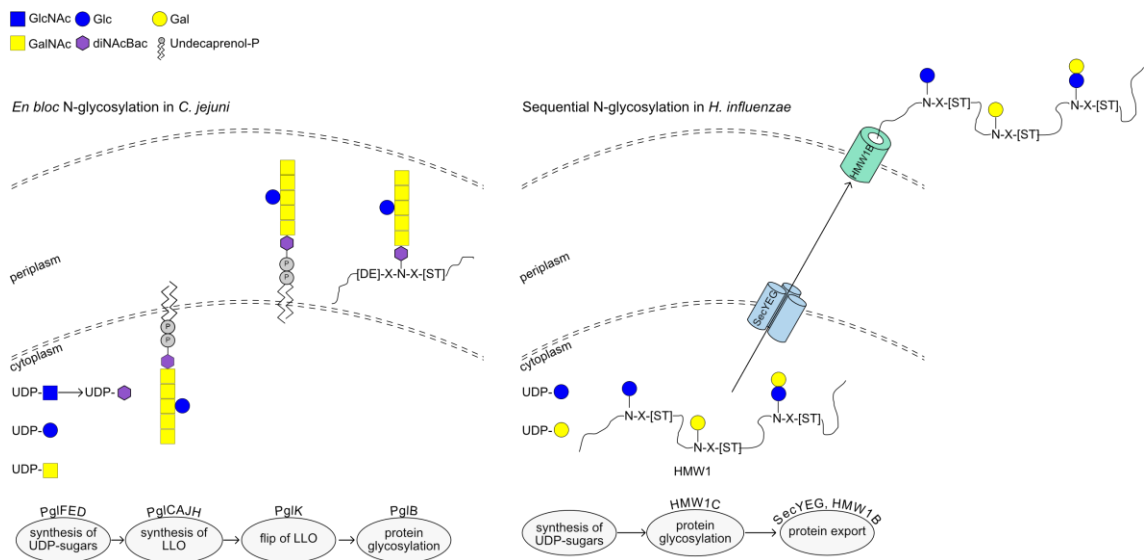 GlcNAc
Glc
Gal
GalNAc
diNAcBac
P
Undecaprenol-P
En bloc N-glycosylation in C. jejuni
Sequential N-glycosylation in H. influenzae
N-X-[ST]
N-X-[ST]
N-X-[ST]
HMW1B
P
P
[DE]-X-N-X-[ST]
periplasm
periplasm
SecYEG
P
P
cytoplasm
cytoplasm
UDP-
UDP-
UDP-
UDP-
UDP-
UDP-
N-X-[ST]
N-X-[ST]
N-X-[ST]
HMW1
PglFED
synthesis of
UDP-sugars
PglCAJH
synthesis of
LLO
PglK
flip of LLO
PglB
protein
glycosylation
synthesis of
UDP-sugars
HMW1C
protein
glycosylation
SecYEG, HMW1B
protein export